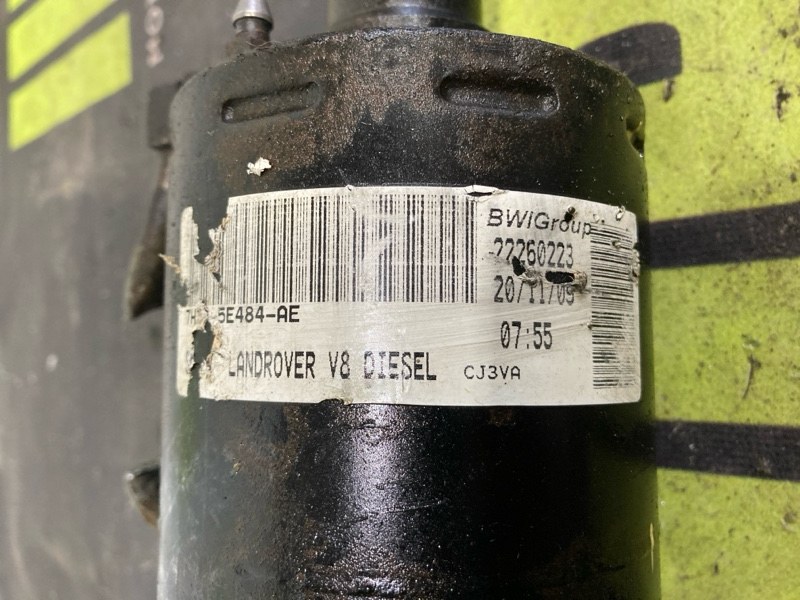 BWIGroup
22260223
20/11/09
5E484-AE
07:55
LANDROVER V8 DIESEL CJ3VA